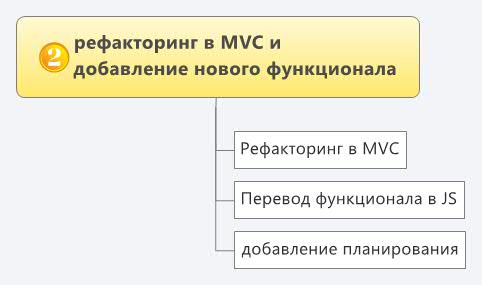 2
рефакторинг в MVC и
добавление нового функционала
Рефакторинг в MVC
Перевод функционала в JS
добавление планирования